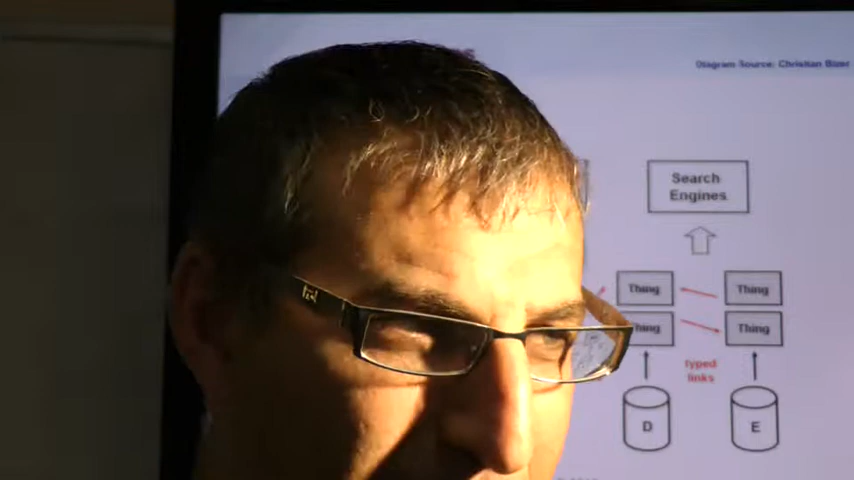 Diagram Source: Christian Bizer
Search
Engines
Thing
Thing
Thing
Thing
typed
links
D
E